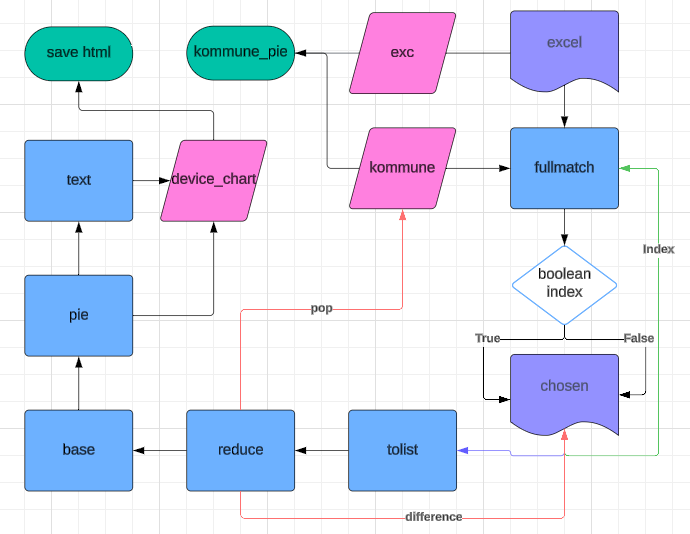 save html
kommune_pie
exc
excel
text
device_chart
kommune
fullmatch
Index
boolean
index
pie
pop
True
False
chosen
base
reduce
tolist
difference